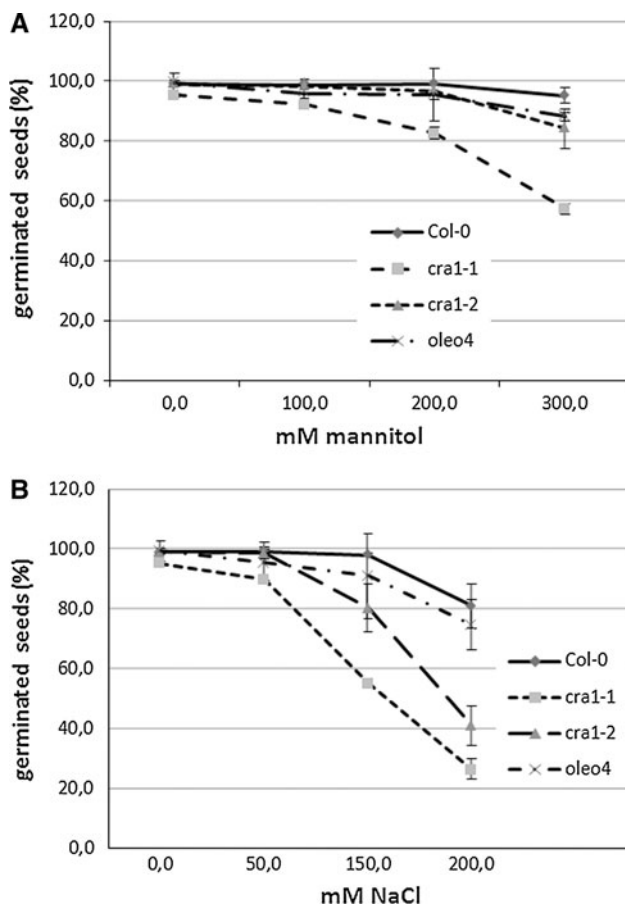 A
germinated seeds (%)
120,0
100,0
80,0
60,0
40,0
20,0
0,0
Col-0
cra1-1
cra1-2
oleo4
0,0 100,0 200,0 300,0
mM mannitol
B
germinated seeds (%)
120,0
100,0
80,0
60,0
40,0
20,0
0,0
Col-0
cra1-1
cra1-2
oleo4
0,0 50,0 150,0 200,0
mM NaCl